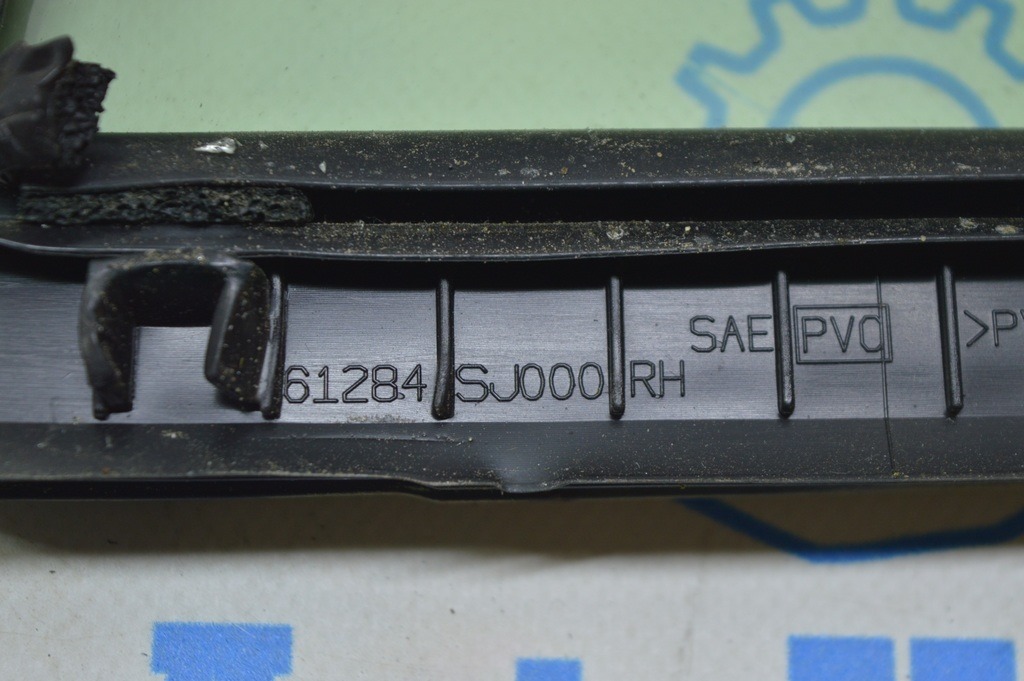 SAE PVC >P
61284 SJ000 RH